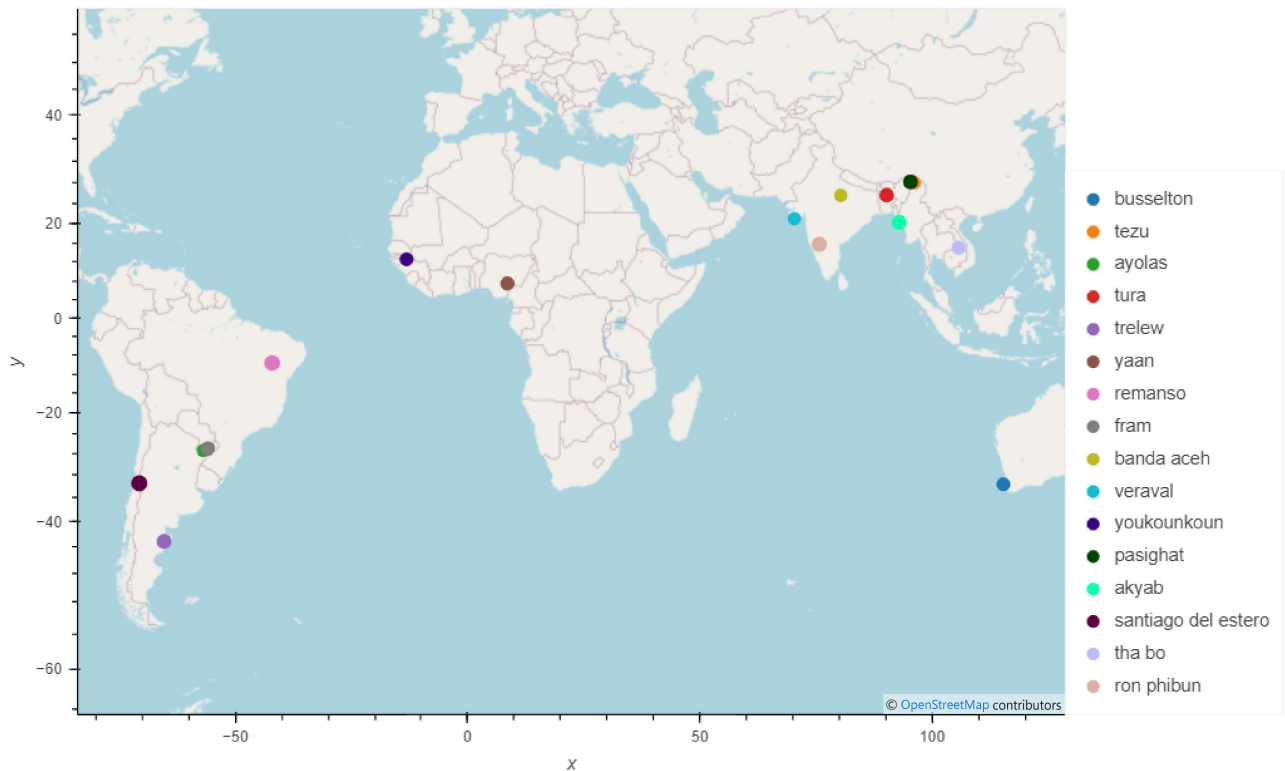 40
20
0
−20
−40
−60
y
−50
0
50
100
x
© OpenStreetMap contributors
busselton
tezu
ayolas
tura
trelew
yaan
remanso
fram
banda aceh
veraval
youkounkoun
pasighat
akyab
santiago del estero
tha bo
ron phibun